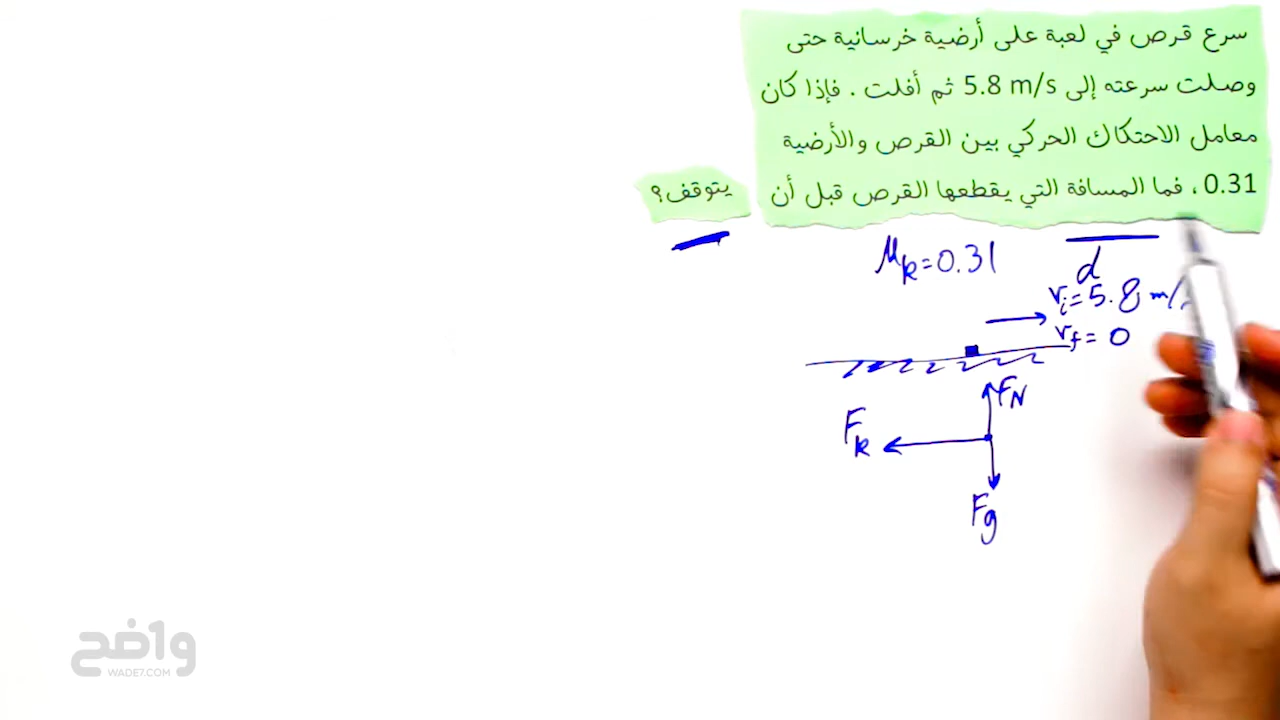 سرع قرص في لعبة على أرضية خرسانية حتى
وصلت سرعته إلى 5.8 m/s ثم أفلت . فإذا كان
معامل الاحتكاك الحركي بين القرص والأرضية
0.31 ، فما المسافة التي يقطعها القرص قبل أن
يتوقف؟
μk=0.31
d
vi=5.8 m/
vf=0
FN
Fk
Fg
واضح
WADE7.COM